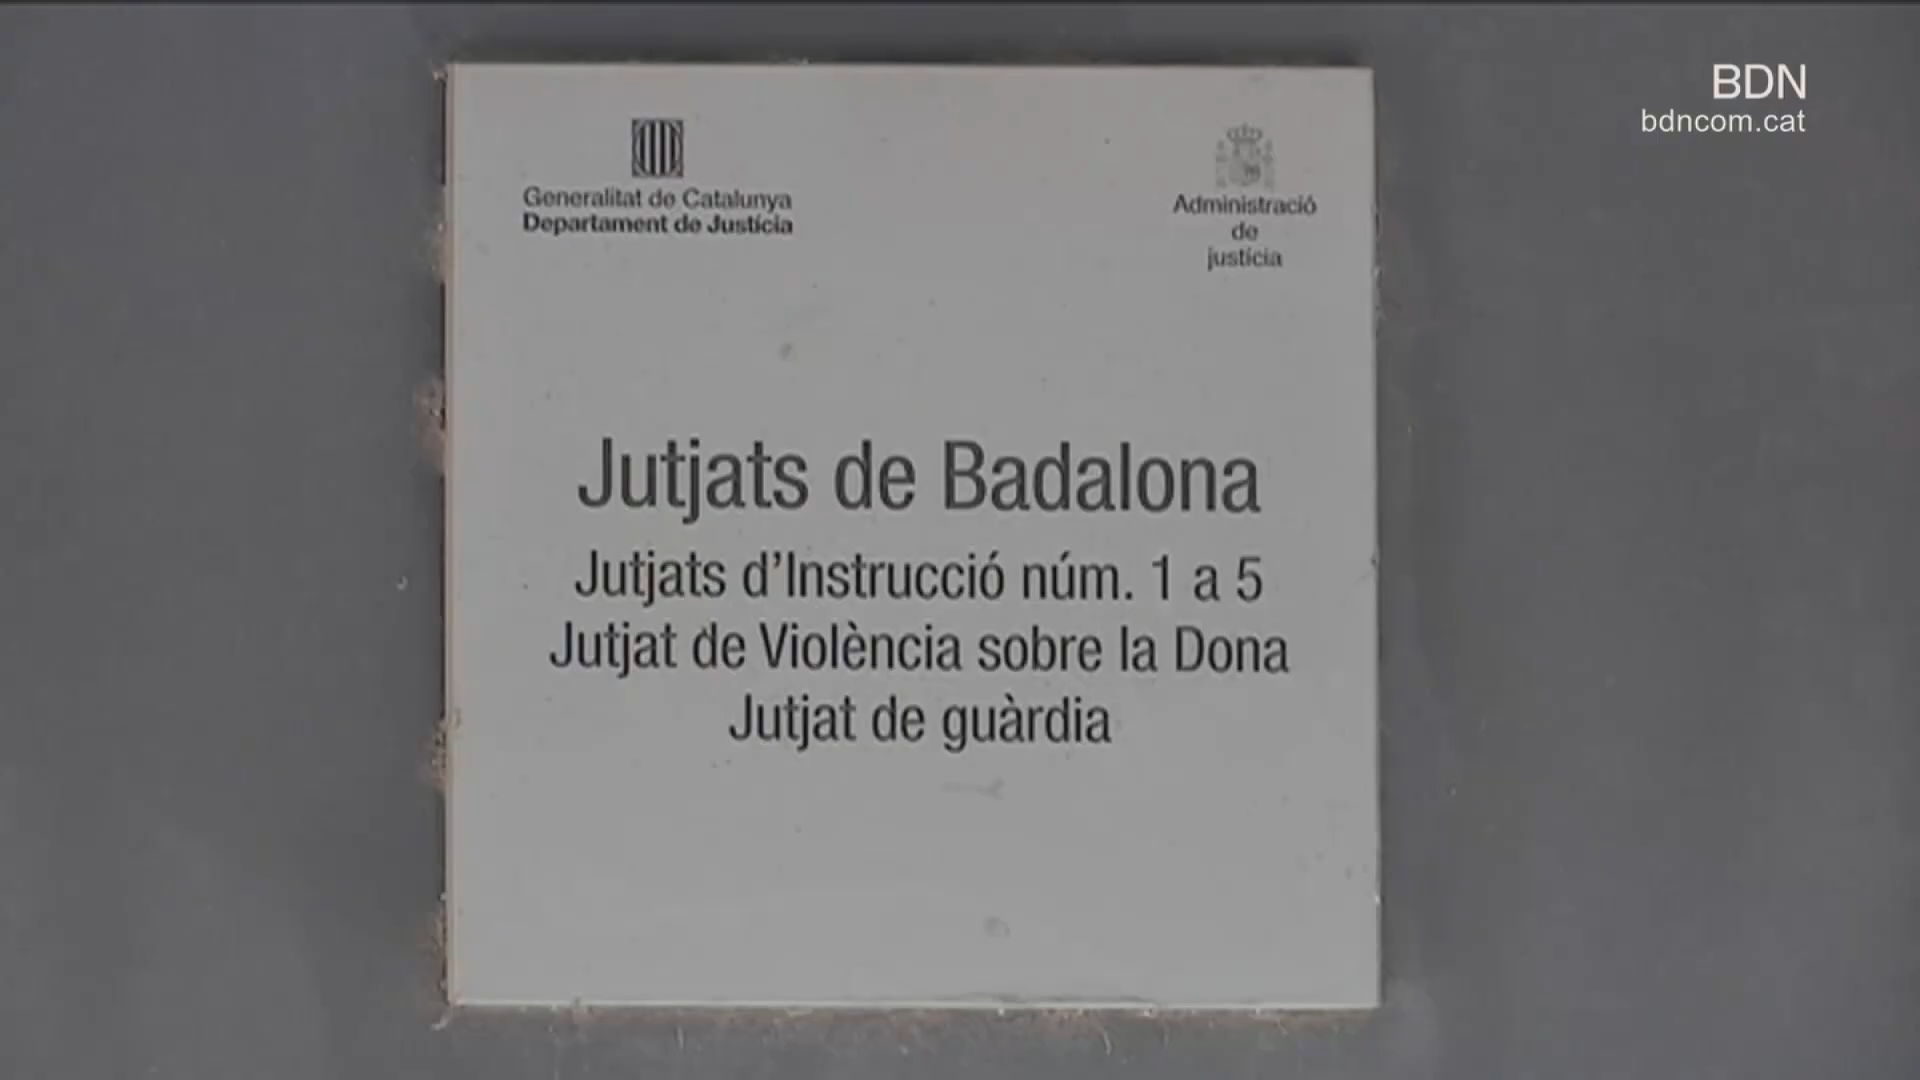 BDN
bdncom.cat
Generalitat de Catalunya
Departament de Justícia
Administració
de
justícia
Jutjats de Badalona
Jutjats d'Instrucció núm. 1 a 5
Jutjat de Violència sobre la Dona
Jutjat de guàrdia